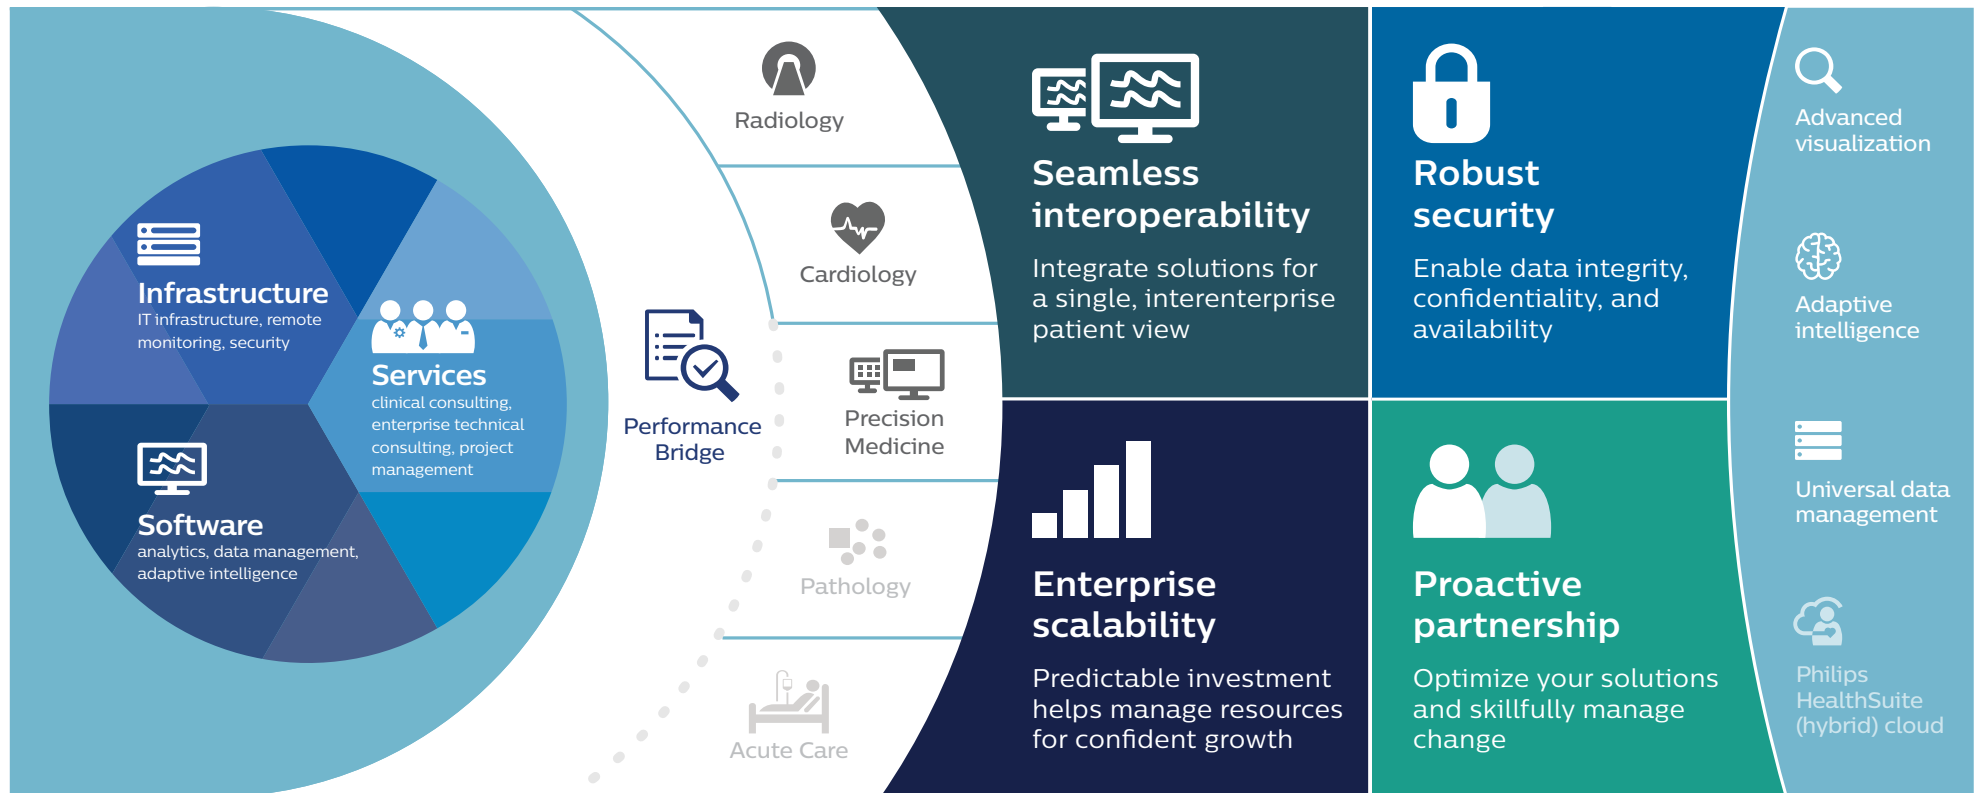 Infrastructure
IT infrastructure, remote
monitoring, security
Services
clinical consulting,
enterprise technical
consulting, project
management
Software
analytics, data management,
adaptive intelligence
Performance
Bridge
Radiology
Cardiology
Precision
Medicine
Pathology
Acute Care
Seamless
interoperability
Integrate solutions for
a single, interenterprise
patient view
Robust
security
Enable data integrity,
confidentiality, and
availability
Enterprise
scalability
Predictable investment
helps manage resources
for confident growth
Proactive
partnership
Optimize your solutions
and skillfully manage
change
Advanced
visualization
Adaptive
intelligence
Universal data
management
Philips
HealthSuite
(hybrid) cloud